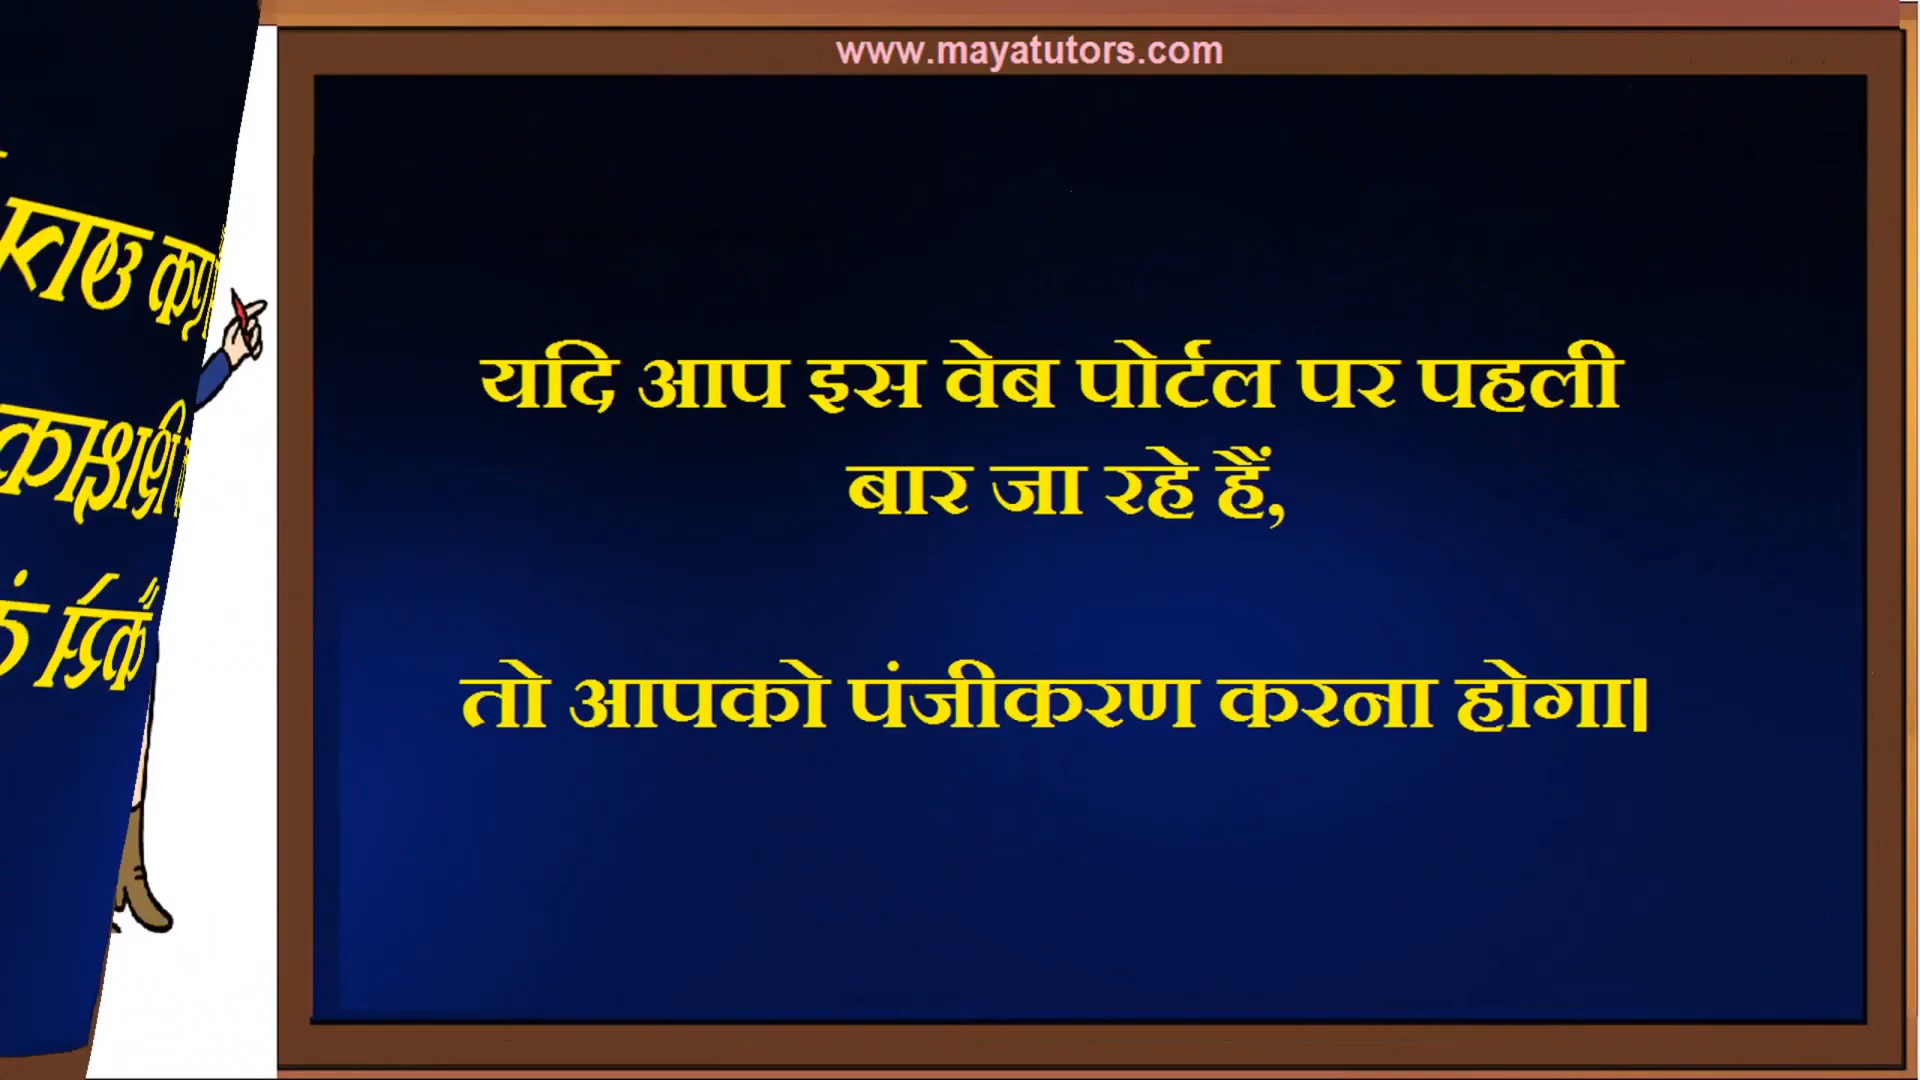 www.mayatutors.com
यदि आप इस वेब पोर्टल पर पहली
बार जा रहे हैं,
तो आपको पंजीकरण करना होगा।